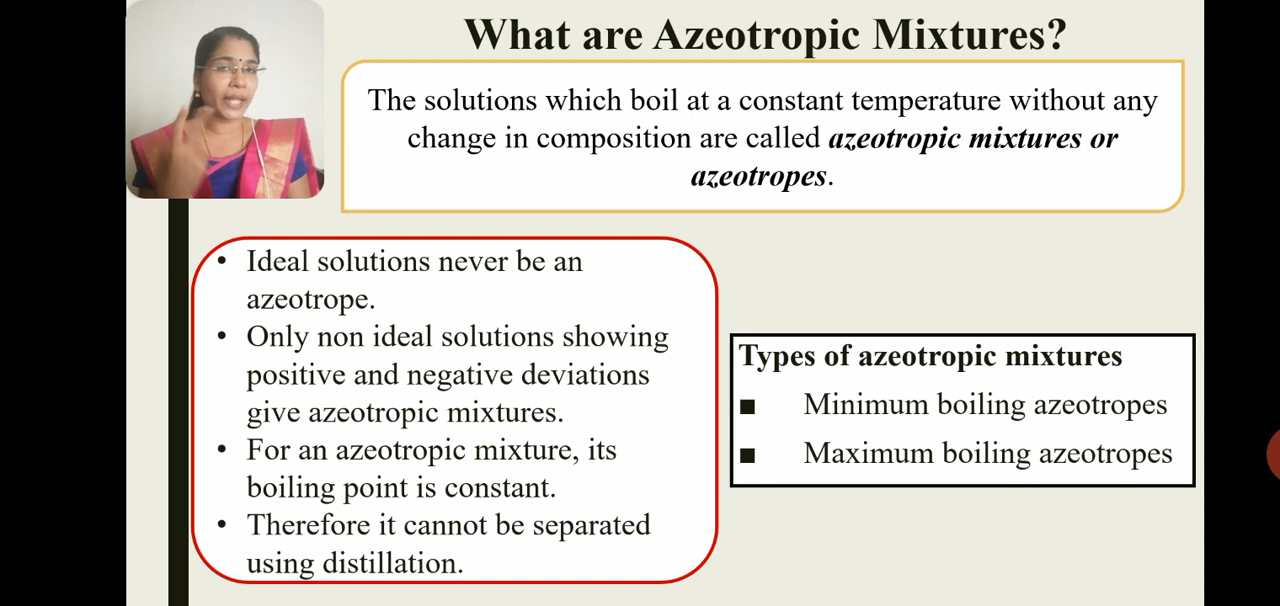 What are Azeotropic Mixtures?
The solutions which boil at a constant temperature without any
change in composition are called azeotropic mixtures or
azeotropes.
• Ideal solutions never be an
azeotrope.
• Only non ideal solutions showing
positive and negative deviations
give azeotropic mixtures.
• For an azeotropic mixture, its
boiling point is constant.
• Therefore it cannot be separated
using distillation.
Types of azeotropic mixtures
■ Minimum boiling azeotropes
■ Maximum boiling azeotropes